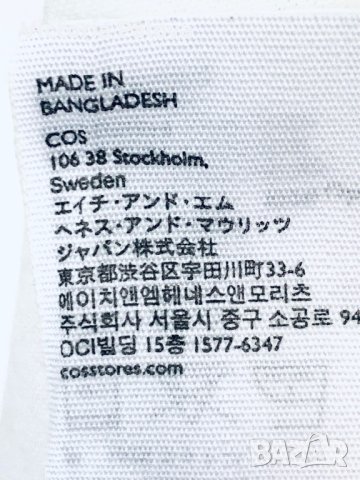 MADE IN
BANGLADESH
COS
106 38 Stockholm,
Sweden
エイチ・アンド・エム
ヘネス・アンド・マウリッツ
ジャパン株式会社
東京都渋谷区宇田川町33-6
에이치앤엠헤네스앤모리츠
주식회사 서울시 중구 소공로 94
OCI빌딩 15층 1577-6347
cosstores.com
BAZAR